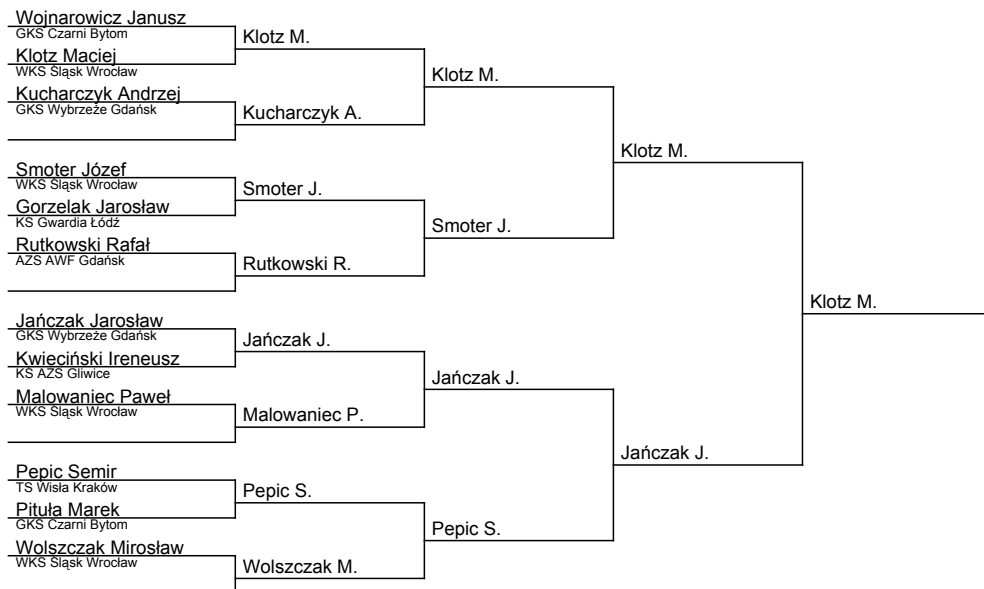 Wojnarowicz Janusz
GKS Czarni Bytom
Klotz Maciej
WKS Śląsk Wrocław
Kucharczyk Andrzej
GKS Wybrzeże Gdańsk
Smoter Józef
WKS Śląsk Wrocław
Gorzelak Jarosław
KS Gwardia Łódź
Rutkowski Rafał
AZS AWF Gdańsk
Jańczak Jarosław
GKS Wybrzeże Gdańsk
Kwieciński Ireneusz
KS AZS Gliwice
Malowaniec Paweł
WKS Śląsk Wrocław
Pepic Semir
TS Wisła Kraków
Pituła Marek
GKS Czarni Bytom
Wolszczak Mirosław
WKS Śląsk Wrocław
Klotz M.
Kucharczyk A.
Smoter J.
Rutkowski R.
Jańczak J.
Malowaniec P.
Pepic S.
Wolszczak M.
Klotz M.
Smoter J.
Jańczak J.
Pepic S.
Klotz M.
Jańczak J.
Klotz M.